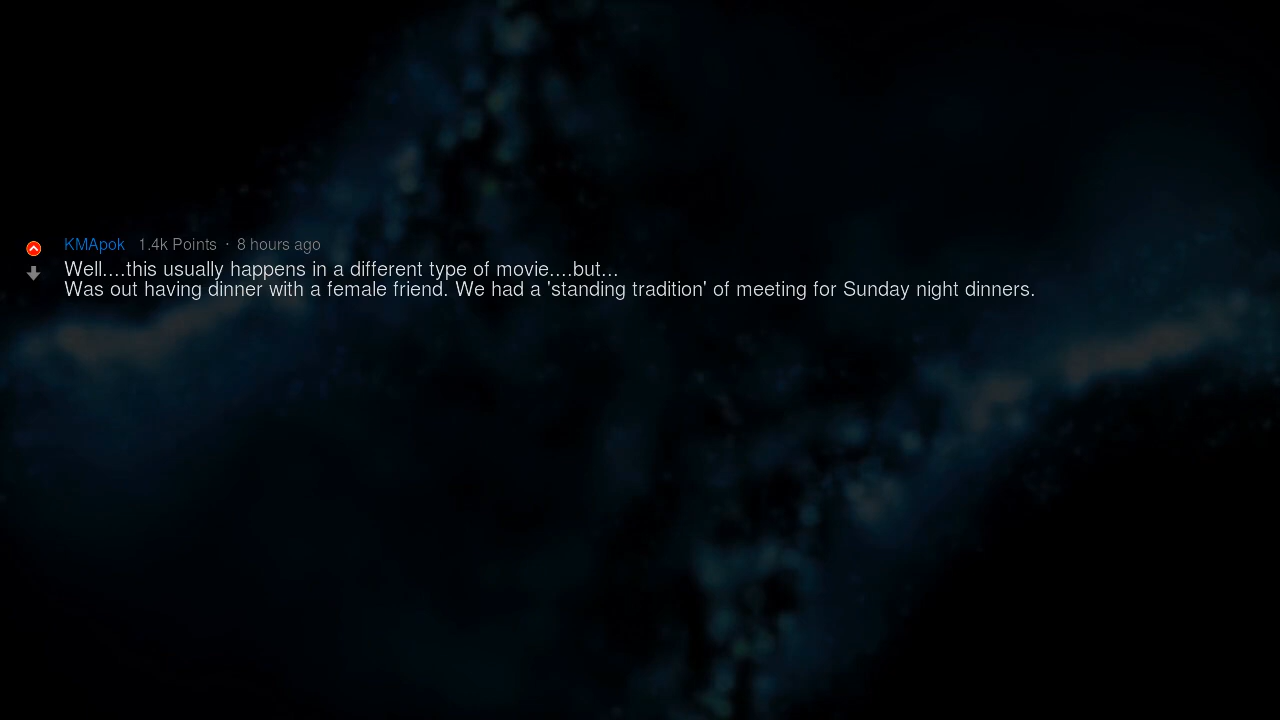 KMApok 1.4k Points · 8 hours ago
Well....this usually happens in a different type of movie....but...
Was out having dinner with a female friend. We had a 'standing tradition' of meeting for Sunday night dinners.